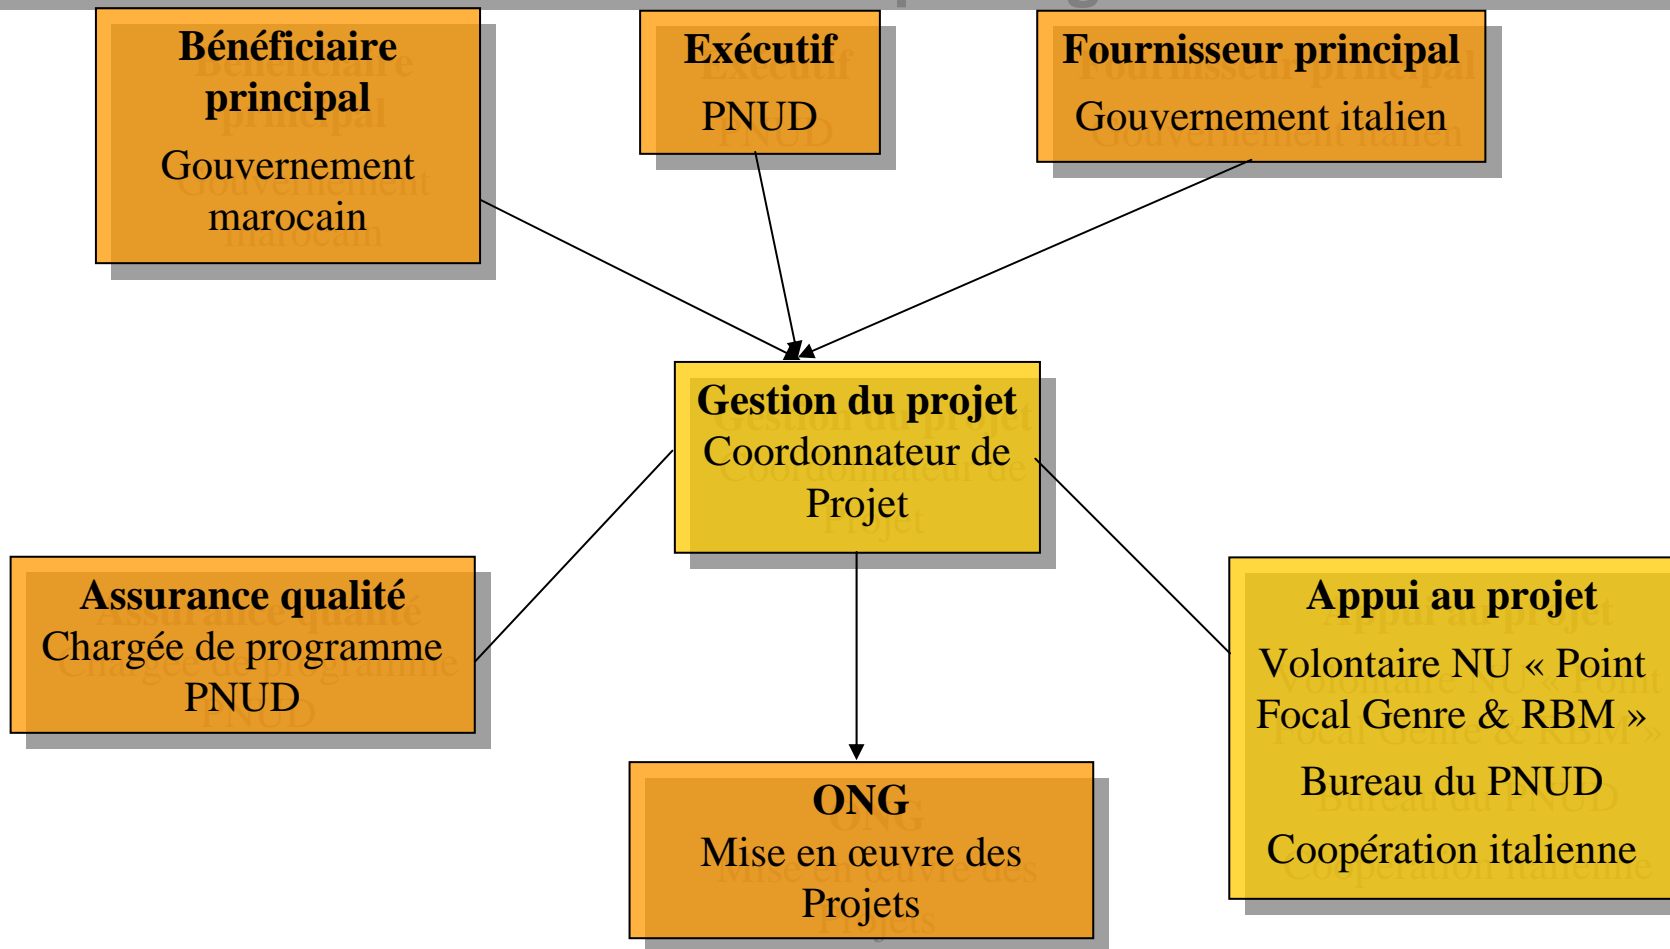 Bénéficiaire
principal
Gouvernement
marocain
Exécutif
PNUD
Fournisseur principal
Gouvernement italien
Gestion du projet
Coordonnateur de
Projet
Assurance qualité
Chargée de programme
PNUD
Appui au projet
Volontaire NU « Point
Focal Genre & RBM »
Bureau du PNUD
Coopération italienne
ONG
Mise en œuvre des
Projets